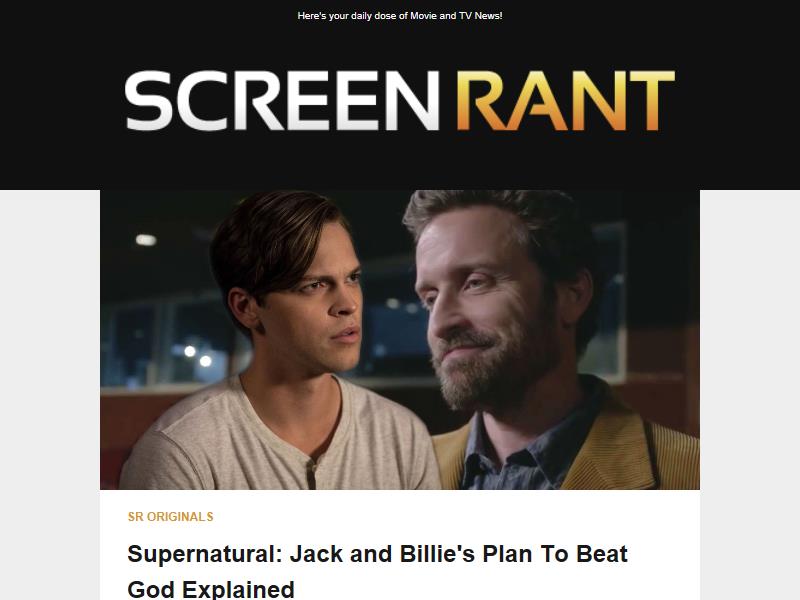 Here's your daily dose of Movie and TV News!
SCREEN RANT
SR ORIGINALS
Supernatural: Jack and Billie's Plan To Beat
God Explained